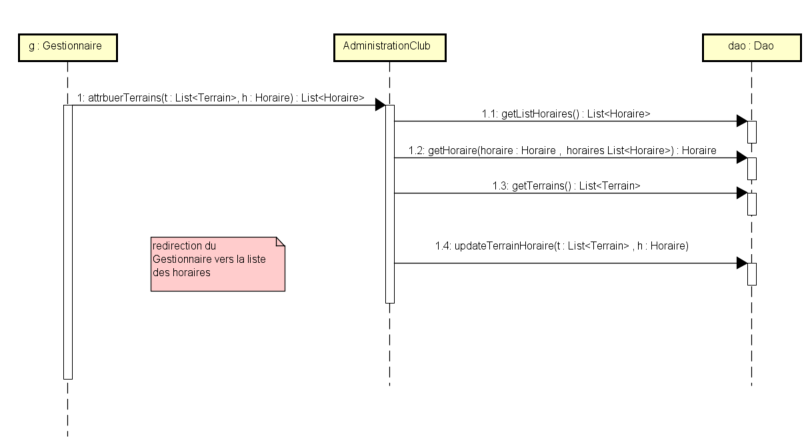 g : Gestionnaire
AdministrationClub
dao : Dao
1: attrbuerTerrains(t : List<Terrain>, h : Horaire) : List<Horaire>
1.1: getListHoraires() : List<Horaire>
1.2: getHoraire(horaire : Horaire , horaires List<Horaire>) : Horaire
1.3: getTerrains() : List<Terrain>
1.4: updateTerrainHoraire(t : List<Terrain> , h : Horaire)
redirection du
Gestionnaire vers la liste
des horaires